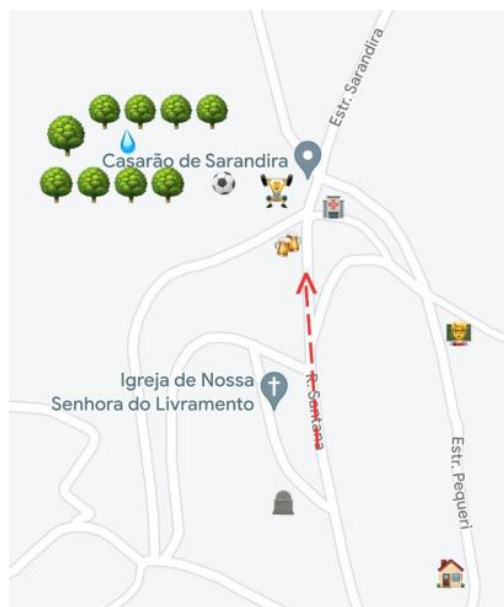 Estr. Sarandira
Casarão de Sarandira
Igreja de Nossa
Senhora do Livramento
R. Santana
Estr. Pequeri